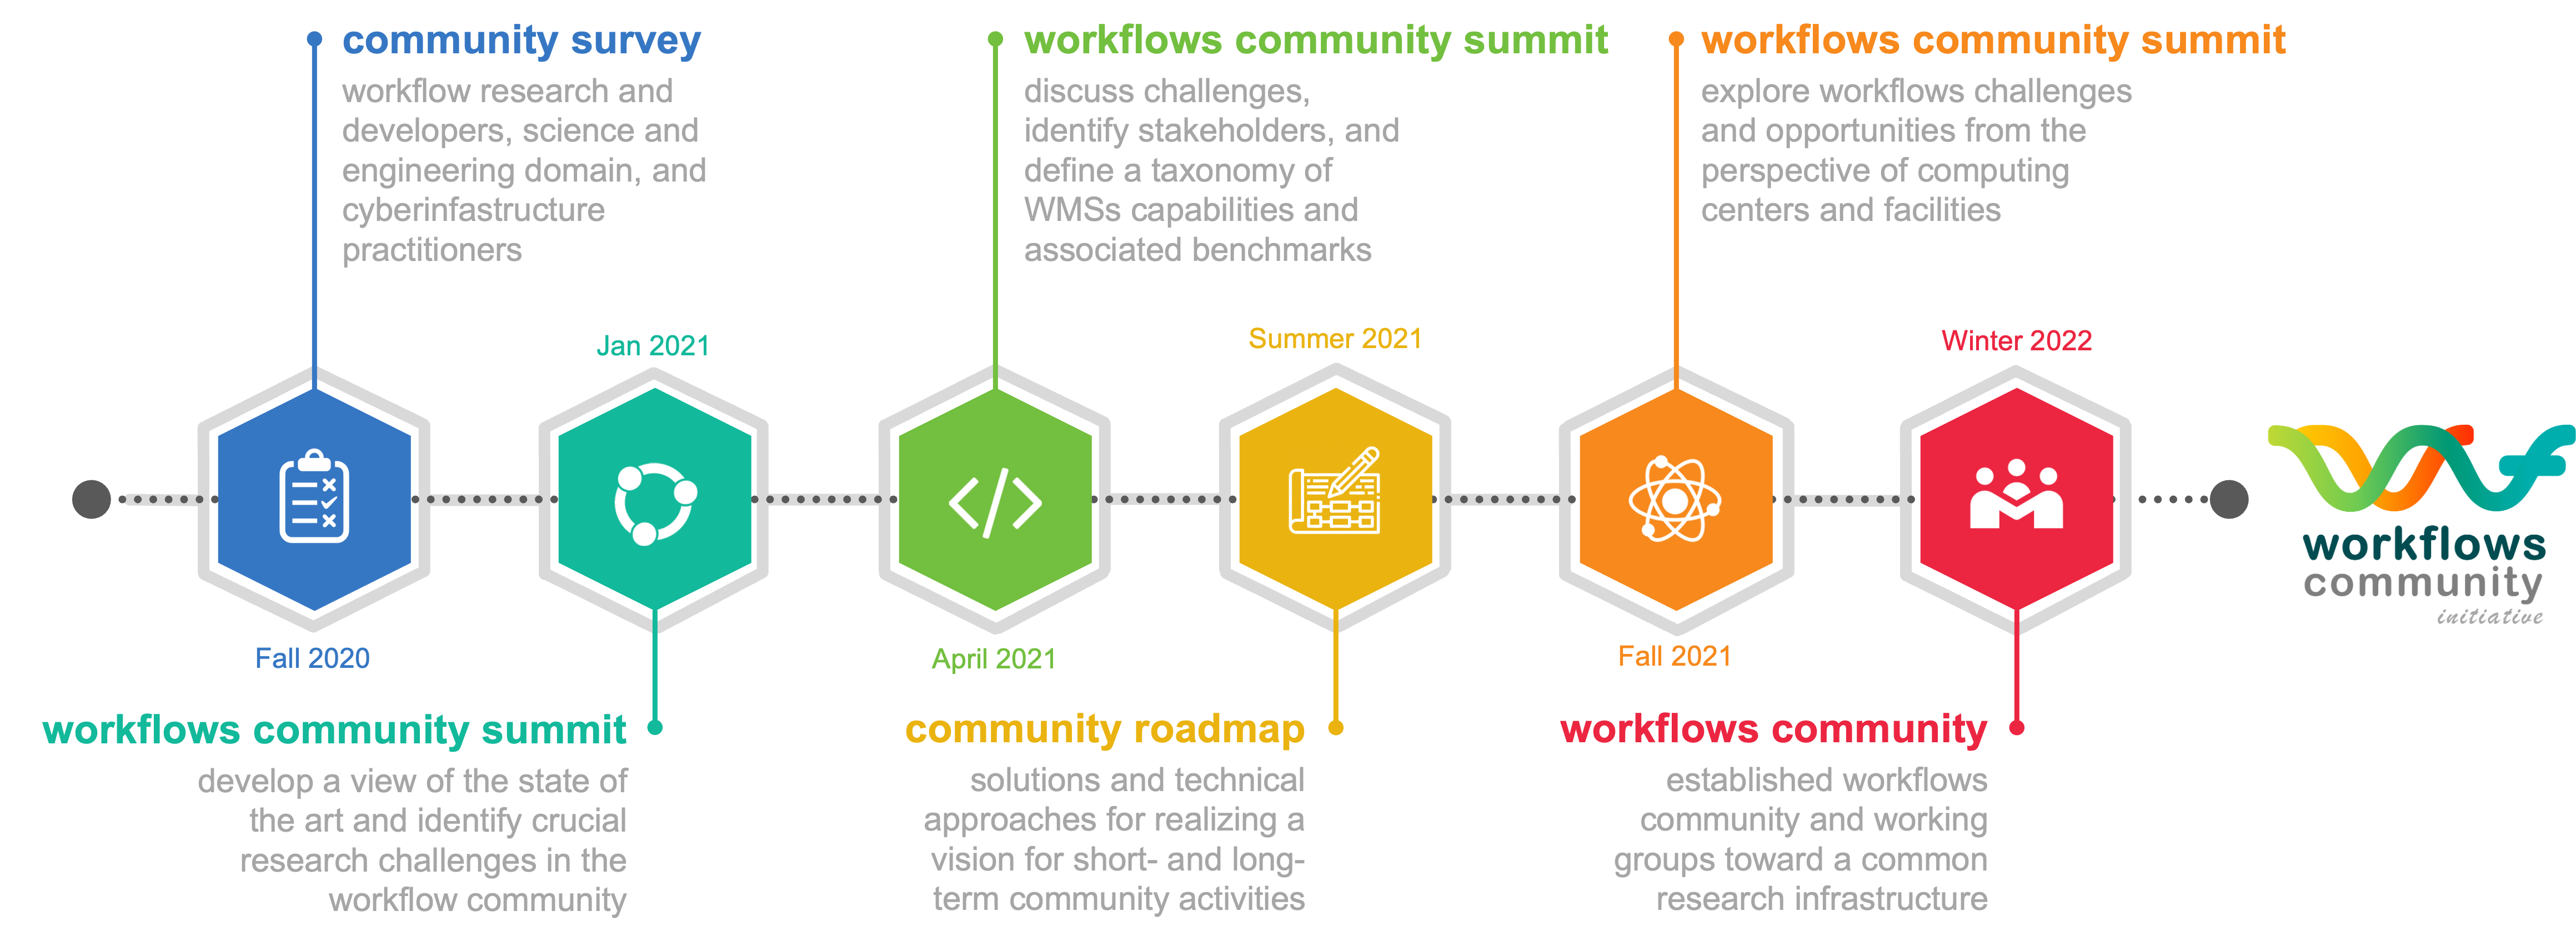 community survey
workflow research and
developers, science and
engineering domain, and
cyberinfastructure
practitioners
Fall 2020
Jan 2021
workflows community summit
develop a view of the state of
the art and identify crucial
research challenges in the
workflow community
workflows community summit
discuss challenges,
identify stakeholders, and
define a taxonomy of
WMSs capabilities and
associated benchmarks
April 2021
Summer 2021
community roadmap
solutions and technical
approaches for realizing a
vision for short- and long-
term community activities
workflows community summit
explore workflows challenges
and opportunities from the
perspective of computing
centers and facilities
Fall 2021
Winter 2022
workflows community
established workflows
community and working
groups toward a common
research infrastructure
workflows
community
initiative